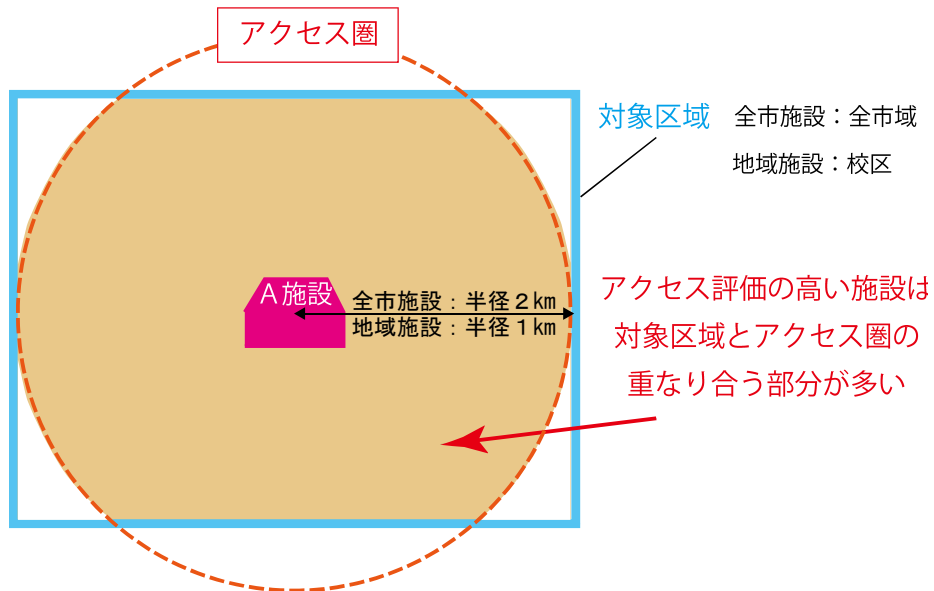 アクセス圏
対象区域
全市施設：全市域
地域施設：校区
A施設
全市施設：半径２㎞
地域施設：半径１㎞
アクセス評価の高い施設は
対象区域とアクセス圏の
重なり合う部分が多い